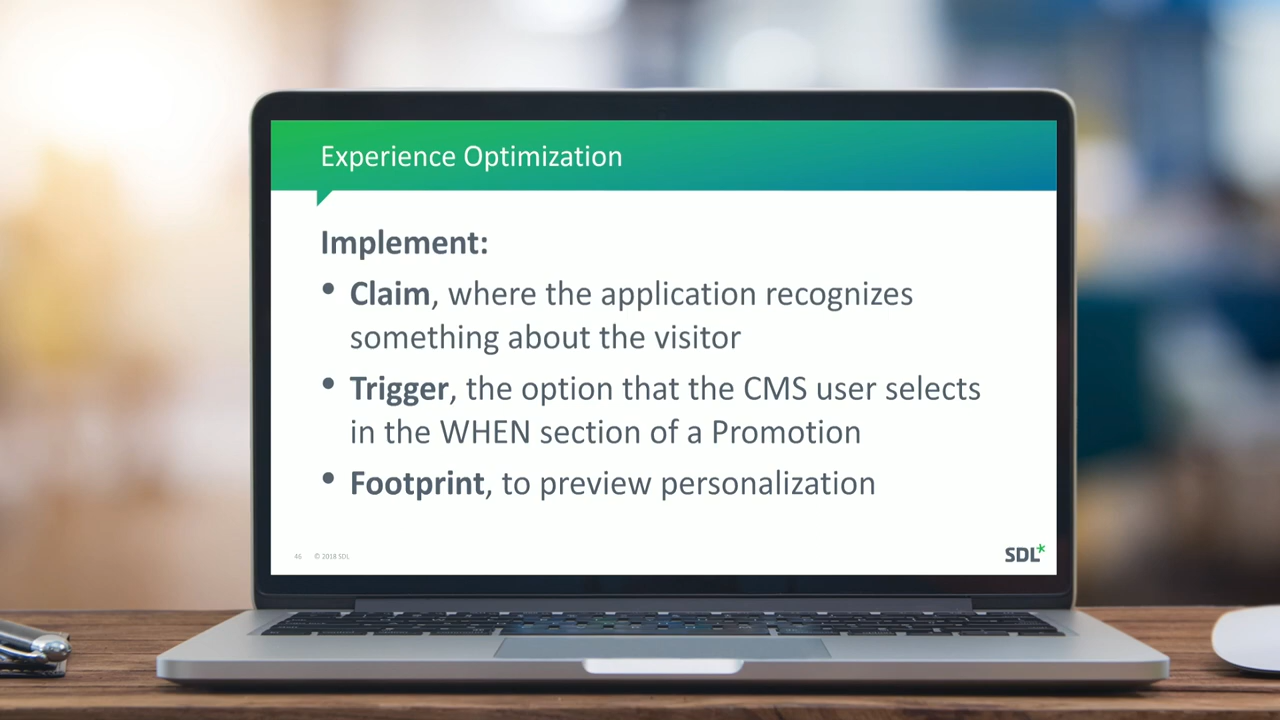 Experience Optimization
Implement:
• Claim, where the application recognizes
something about the visitor
• Trigger, the option that the CMS user selects
in the WHEN section of a Promotion
• Footprint, to preview personalization
46 © 2018 SDL
SDL*